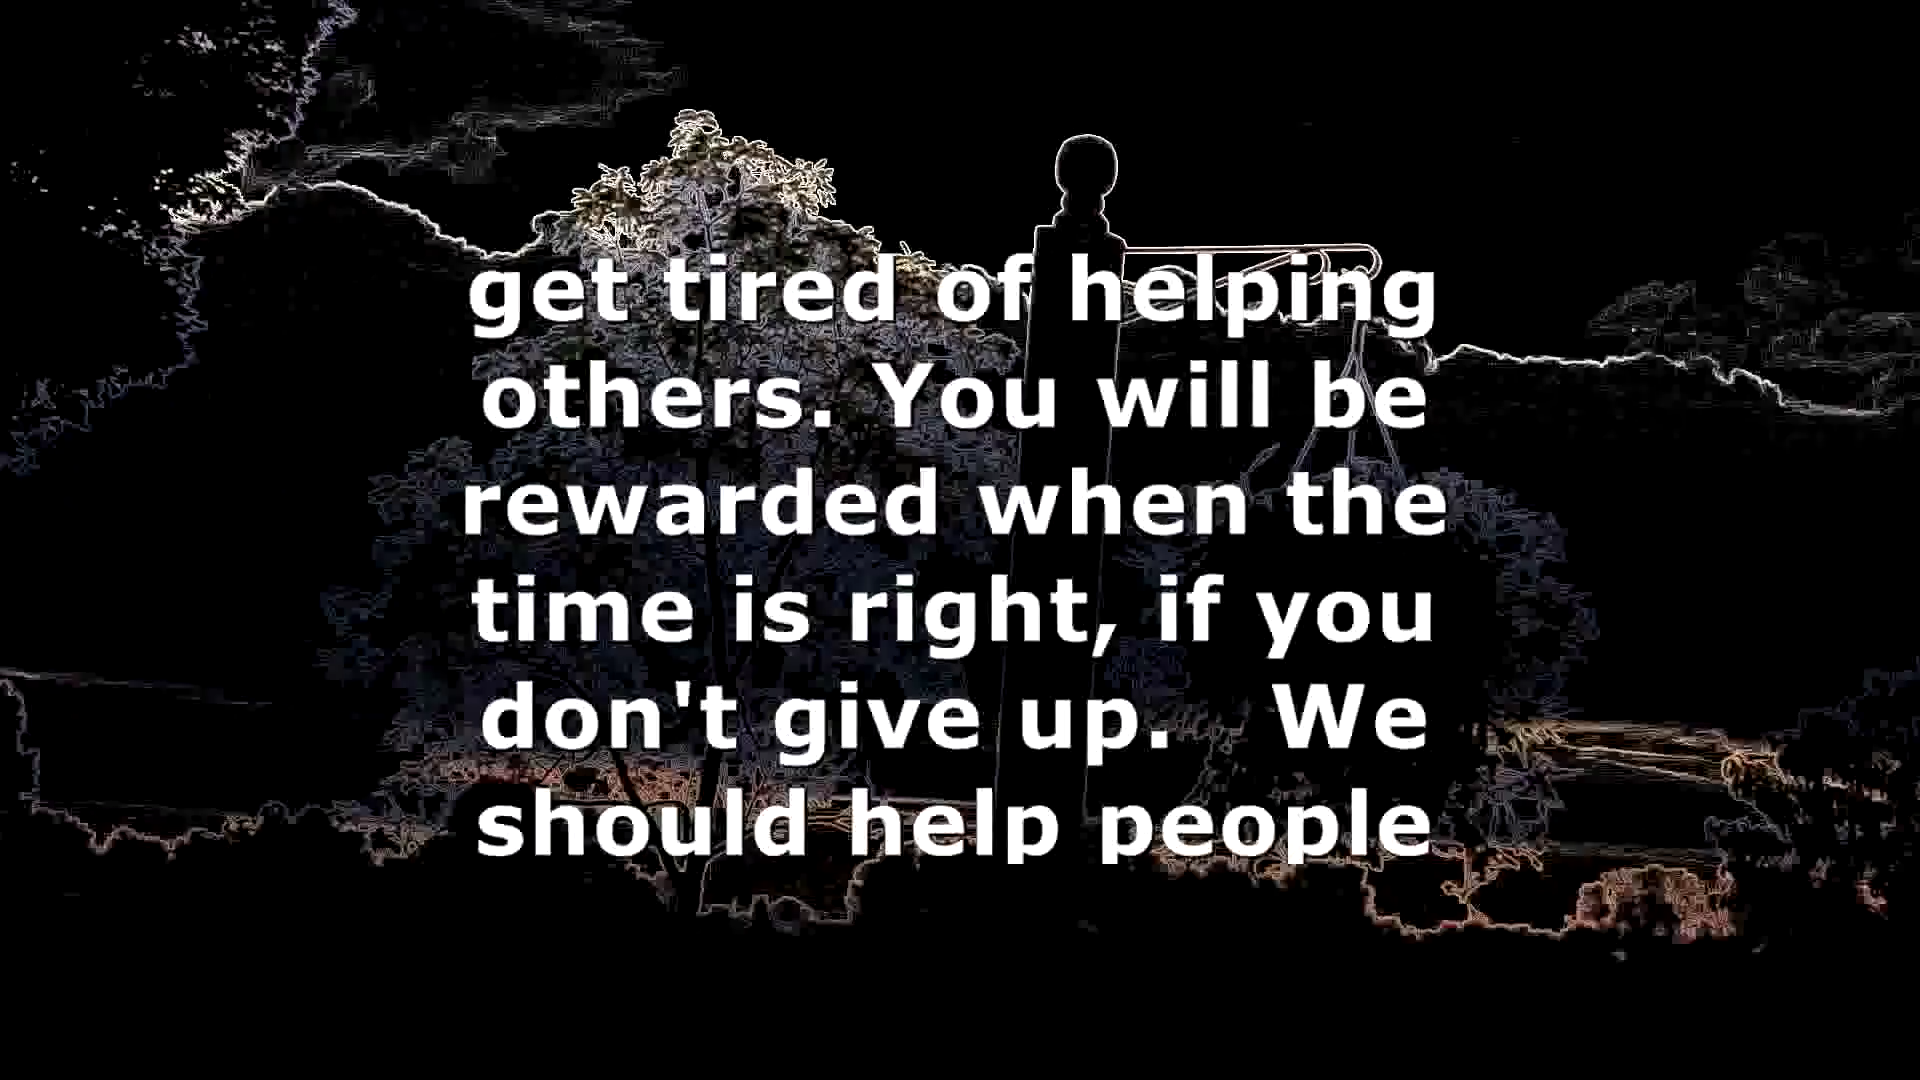 get tired of helping
others. You will be
rewarded when the
time is right, if you
don't give up.   We
should help people